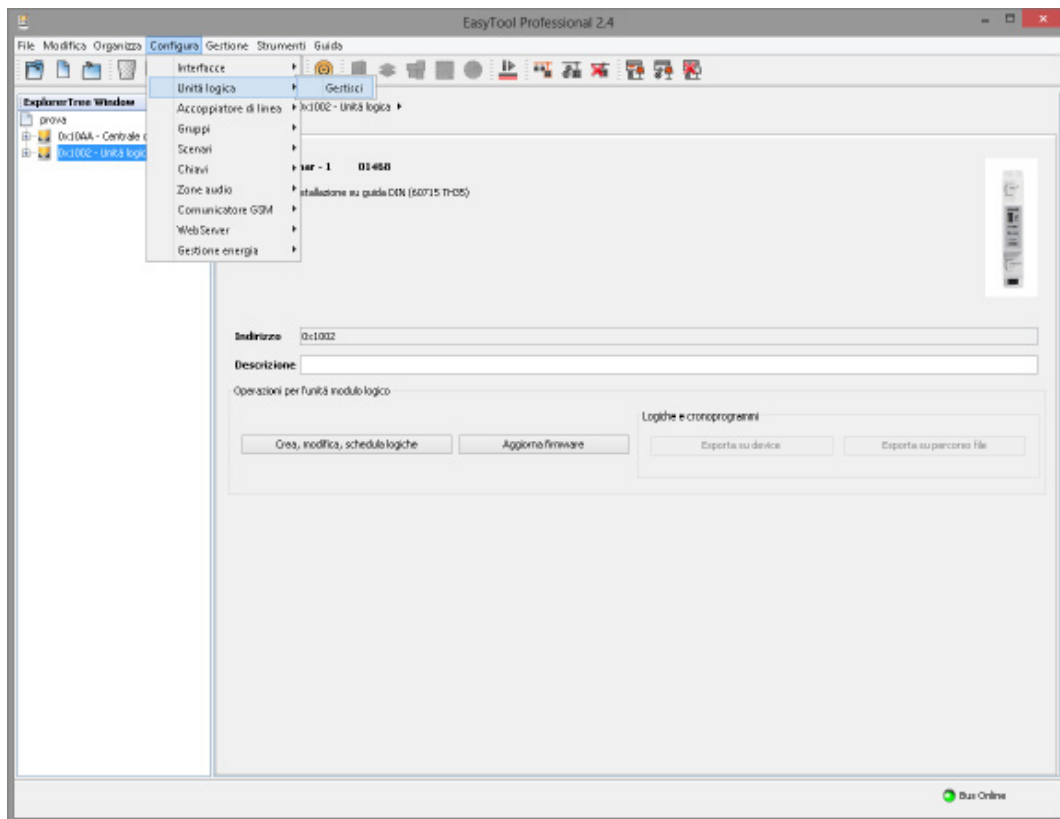 EasyTool Professional 2.4
File Modifica Organizza Configura Gestione Strumenti Guida
Interfacce
Unità logica
Gestisci
Accoppiatore di linea
Gruppi
Scenari
Chiavi
Zone audio
Comunicatore GSM
WebServer
Gestione energia
ExplorerTree Window
prova
0x10AA - Centrale
0x1002 - Unità logic
0x1002 - Unità logica
- 1 01468
stallazione su guida DIN (60715 TH35)
Indirizzo 0x1002
Descrizione
Operazioni per l'unità modulo logico
Logiche e cronoprogrammi
Crea, modifica, schedula logiche
Aggiorna firmware
Esporta su device
Esporta su percorso file
Bus Online